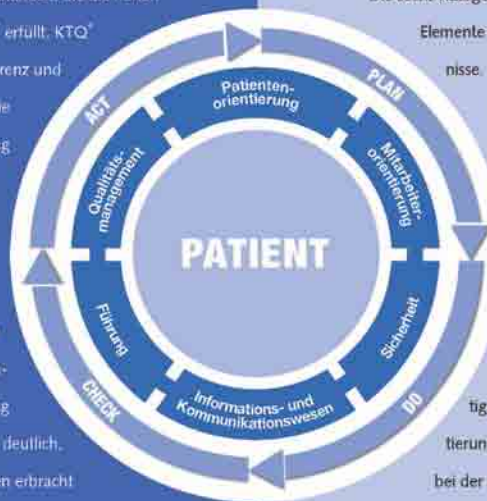 erfüllt. KTQ®
Elemente
renz und
nisse.
ACT
PLAN
Patienten-
orientierung
Mitarbeiter-
orientierung
Sicherheit
Informations- und
Kommunikationswesen
Führung
Qualitäts-
management
PATIENT
CHECK
DO
tig
deutlich,
tierun
en erbracht
bei der